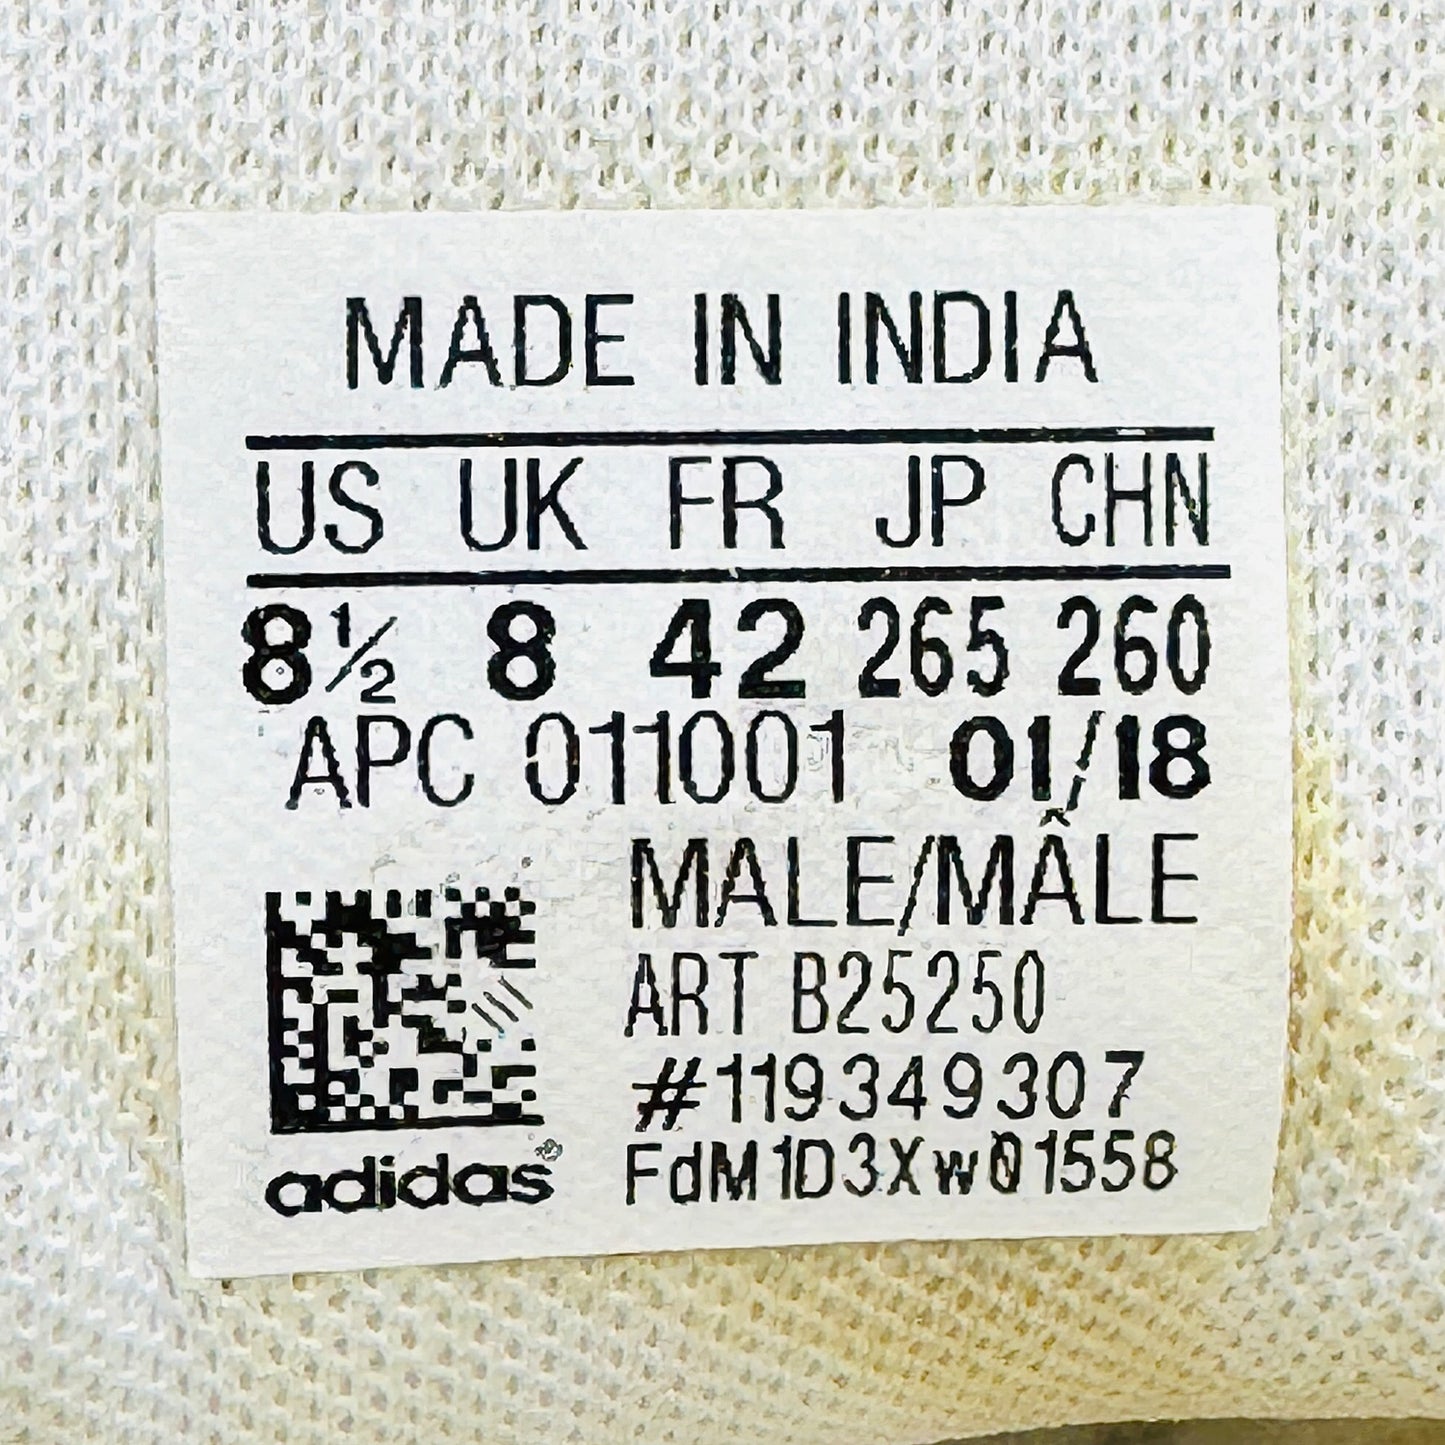 MADE IN INDIA
US UK FR JP CHN
8½ 8 42 265 260
APC 011001 01/18
MALE/MÂLE
ART B25250
#119349307
FdM1D3Xw01558
adidas®